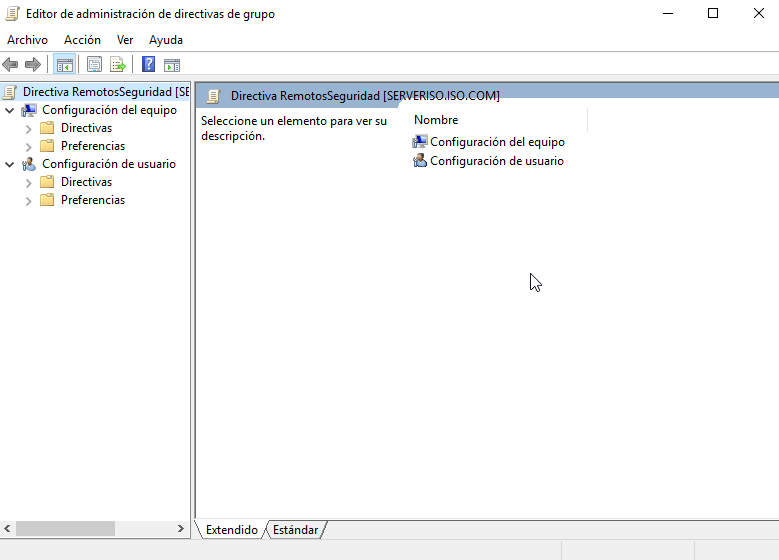 Editor de administración de directivas de grupo
Archivo Acción Ver Ayuda
Directiva RemotosSeguridad [SE
Configuración del equipo
Directivas
Preferencias
Configuración de usuario
Directivas
Preferencias
Directiva RemotosSeguridad [SERVERISO.ISO.COM]
Seleccione un elemento para ver su
descripción.
Nombre
Configuración del equipo
Configuración de usuario
Extendido Estándar